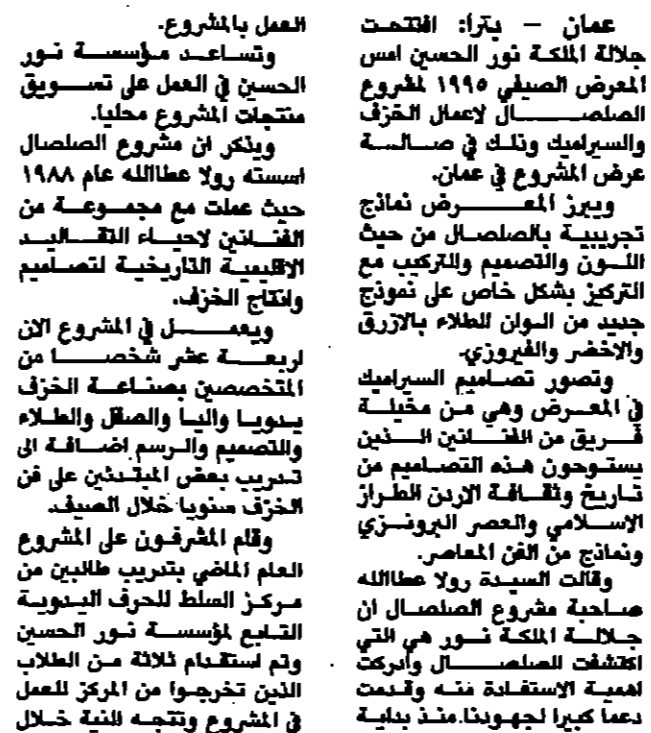 عمان – بترا: افتتحت
جلالة الملكة نور الحسين امس
المعرض الصيفي ١٩٩٥ لمشروع
الصلصال لاعمال الخزف
والسيراميك وذلك في صالة
عرض المشروع في عمان.
ويبرز المعرض نماذج
تجريبية بالصلصال من حيث
اللون والتصميم والتركيب مع
التركيز بشكل خاص على نموذج
جديد من الوان الطلاء بالازرق
والاخضر والفيروزي.
وتصور تصاميم السيراميك
في المعرض وهي من مخيلة
فريق من الفنانين الذين
يستوحون هذه التصاميم من
تاريخ وثقافة الاردن الطراز
الاسلامي والعصر البرونزي
ونماذج من الفن المعاصر.
وقالت السيدة رولا عطاالله
صاحبة مشروع الصلصال ان
جلالة الملكة نور هي التي
اكتشفت الصلصال وادركت
اهمية الاستفادة منه وقدمت
دعما كبيرا لجهودنا.منذ بداية
العمل بالمشروع.
وتساعد مؤسسة نور
الحسين في العمل على تسويق
منتجات المشروع محليا.
ويذكر ان مشروع الصلصال
اسسته رولا عطاالله عام ١٩٨٨
حيث عملت مع مجموعة من
الفنانين لاحياء التقاليد
الاقليمية التاريخية لتصاميم
وانتاج الخزف.
ويعمل في المشروع الان
اربعة عشر شخصا من
المتخصصين بصناعة الخزف
يدويا واليا والصقل والطلاء
والتصميم والرسم اضافة الى
تدريب بعض المبتدئين على فن
الخزف سنويا خلال الصيف.
وقام المشرفون على المشروع
العام الماضي بتدريب طالبين من
مركز السلط للحرف اليدوية
التابع لمؤسسة نور الحسين
وتم استقدام ثلاثة من الطلاب
الذين تخرجوا من المركز للعمل
في المشروع وتتجه النية خلال